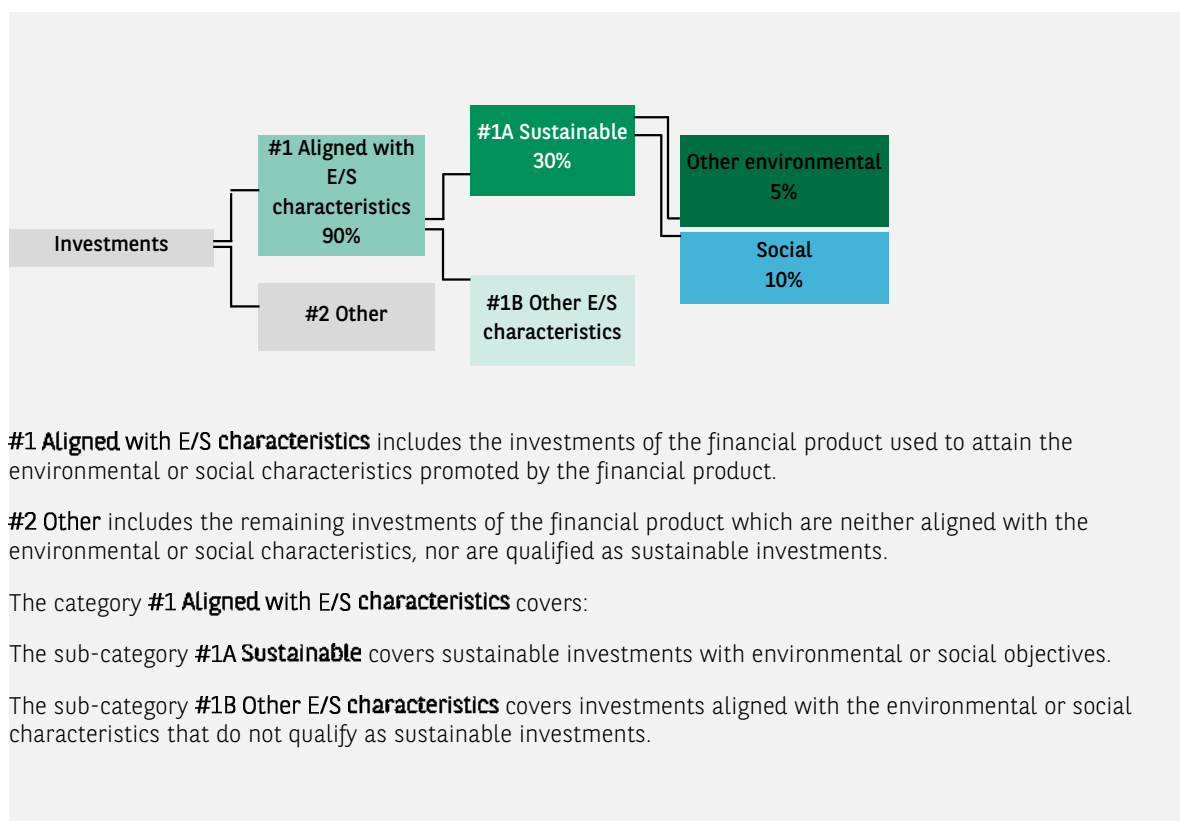 #1A Sustainable
30%
#1 Aligned with
E/S
characteristics
90%
Other environmental
5%
Investments
Social
10%
#2 Other
#1B Other E/S
characteristics
#1 Aligned with E/S characteristics includes the investments of the financial product used to attain the
environmental or social characteristics promoted by the financial product.
#2 Other includes the remaining investments of the financial product which are neither aligned with the
environmental or social characteristics, nor are qualified as sustainable investments.
The category #1 Aligned with E/S characteristics covers:
The sub-category #1A Sustainable covers sustainable investments with environmental or social objectives.
The sub-category #1B Other E/S characteristics covers investments aligned with the environmental or social
characteristics that do not qualify as sustainable investments.